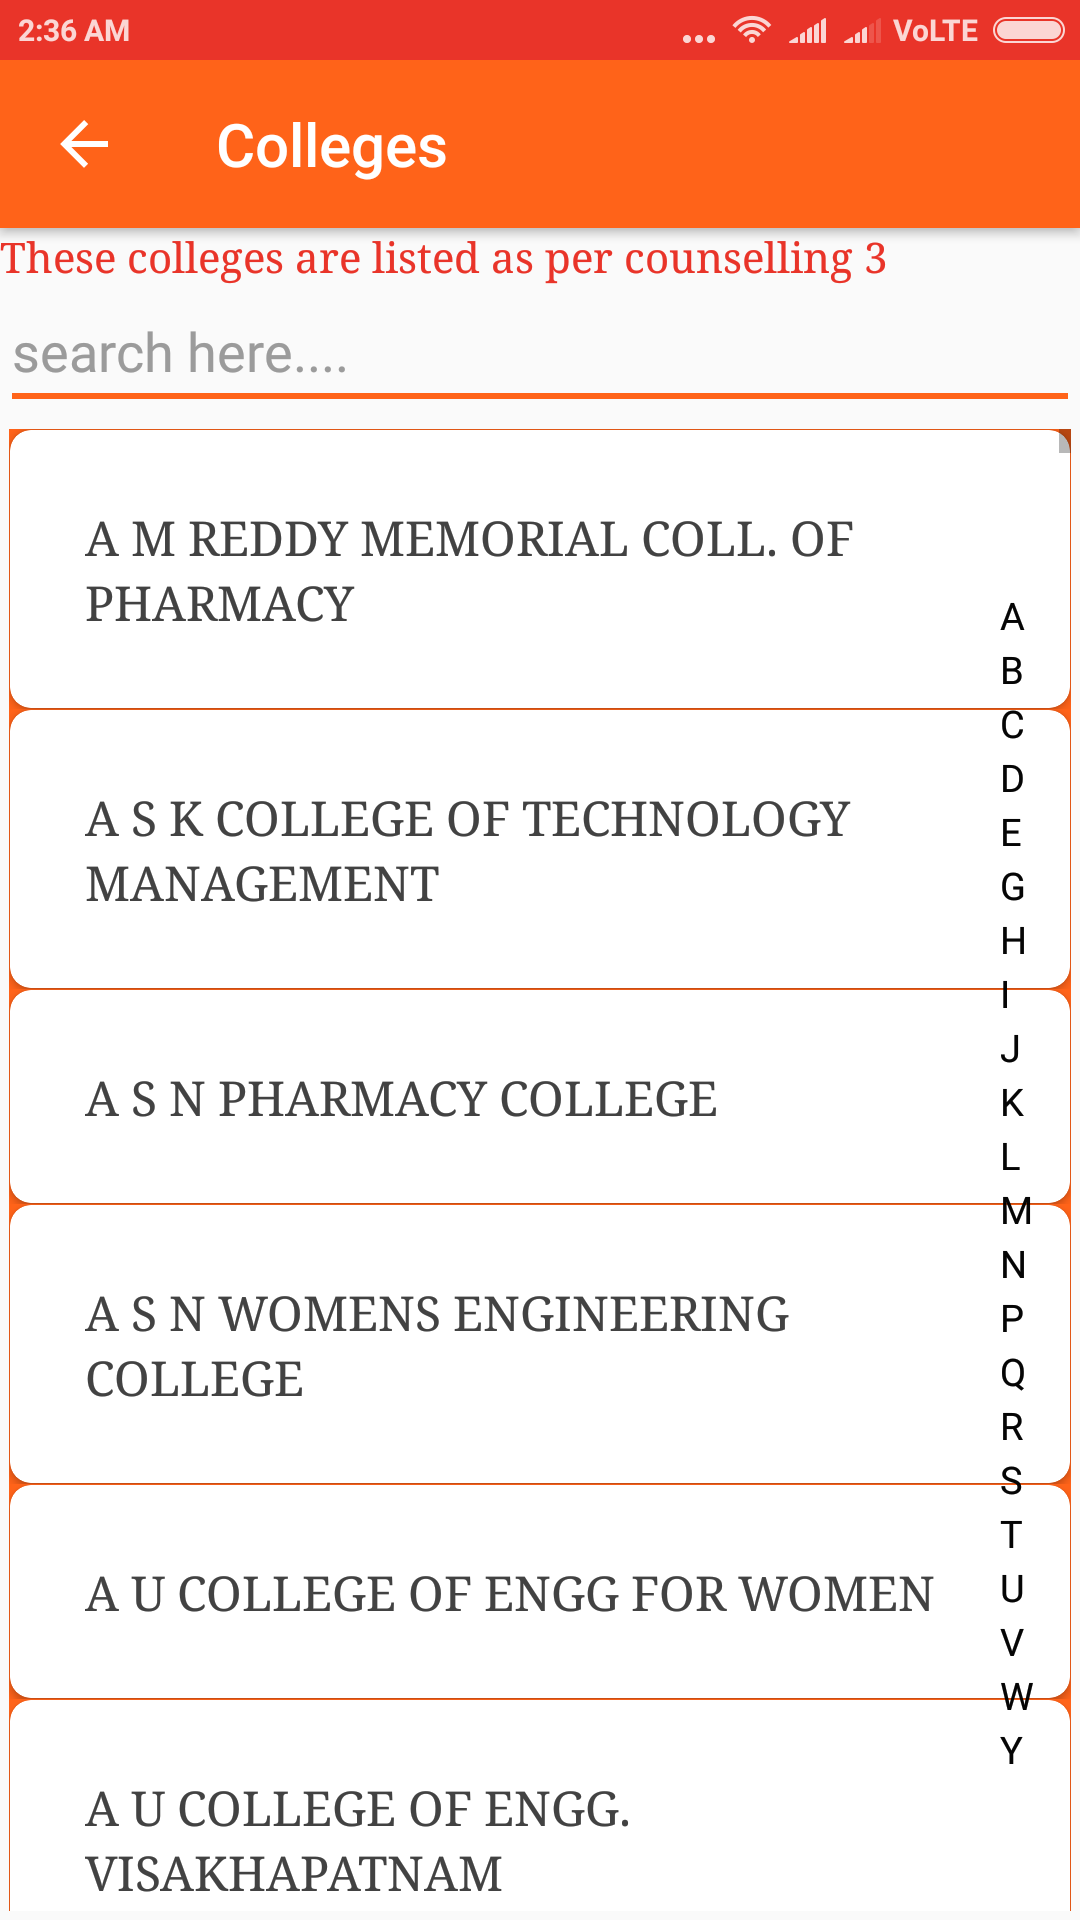 2:36 AM
VoLTE
Colleges
These colleges are listed as per counselling 3
search here....
A M REDDY MEMORIAL COLL. OF
PHARMACY
A S K COLLEGE OF TECHNOLOGY
MANAGEMENT
A S N PHARMACY COLLEGE
A S N WOMENS ENGINEERING
COLLEGE
A U COLLEGE OF ENGG FOR WOMEN
A U COLLEGE OF ENGG.
VISAKHAPATNAM
A
B
C
D
E
G
H
I
J
K
L
M
N
P
Q
R
S
T
U
V
W
Y